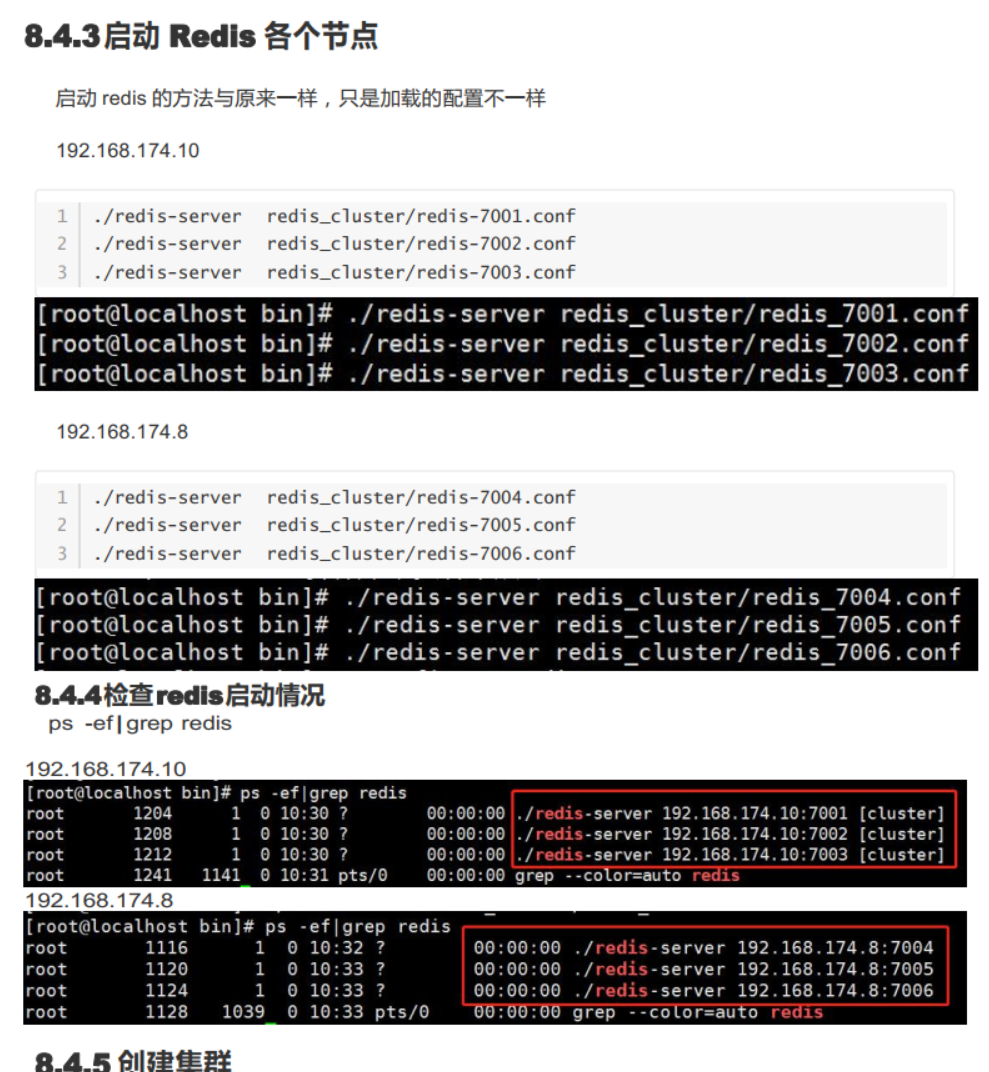 8.4.3启动 Redis 各个节点
启动 redis 的方法与原来一样，只是加载的配置不一样
192.168.174.10
1 ./redis-server  redis_cluster/redis-7001.conf
2 ./redis-server  redis_cluster/redis-7002.conf
3 ./redis-server  redis_cluster/redis-7003.conf
[root@localhost bin]# ./redis-server redis_cluster/redis_7001.conf
[root@localhost bin]# ./redis-server redis_cluster/redis_7002.conf
[root@localhost bin]# ./redis-server redis_cluster/redis_7003.conf
192.168.174.8
1 ./redis-server  redis_cluster/redis-7004.conf
2 ./redis-server  redis_cluster/redis-7005.conf
3 ./redis-server  redis_cluster/redis-7006.conf
[root@localhost bin]# ./redis-server redis_cluster/redis_7004.conf
[root@localhost bin]# ./redis-server redis_cluster/redis_7005.conf
[root@localhost bin]# ./redis-server redis_cluster/redis_7006.conf
8.4.4检查redis启动情况
ps -ef|grep redis
192.168.174.10
[root@localhost bin]# ps -ef|grep redis
root 1204 1 0 10:30 ? 00:00:00 ./redis-server 192.168.174.10:7001 [cluster]
root 1208 1 0 10:30 ? 00:00:00 ./redis-server 192.168.174.10:7002 [cluster]
root 1212 1 0 10:30 ? 00:00:00 ./redis-server 192.168.174.10:7003 [cluster]
root 1241 1141 0 10:31 pts/0 00:00:00 grep --color=auto redis
192.168.174.8
[root@localhost bin]# ps -ef|grep redis
root 1116 1 0 10:32 ? 00:00:00 ./redis-server 192.168.174.8:7004
root 1120 1 0 10:33 ? 00:00:00 ./redis-server 192.168.174.8:7005
root 1124 1 0 10:33 ? 00:00:00 ./redis-server 192.168.174.8:7006
root 1128 1039 0 10:33 pts/0 00:00:00 grep --color=auto redis
8.4.5 创建集群